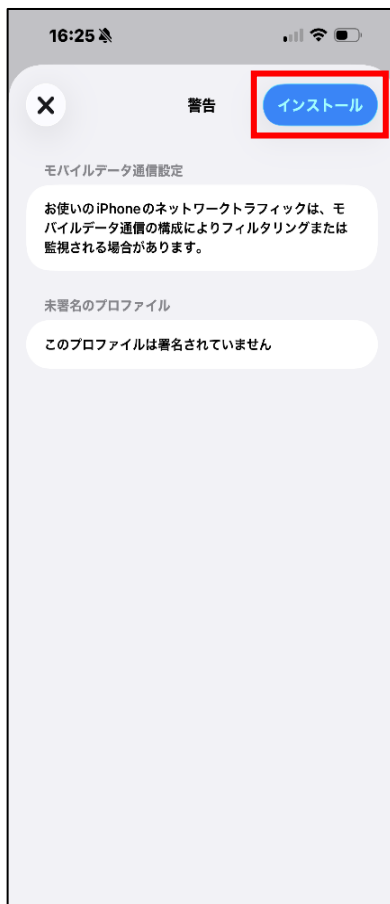 16:25
警告
インストール
モバイルデータ通信設定
お使いのiPhoneのネットワークトラフィックは、モ
バイルデータ通信の構成によりフィルタリングまたは
監視される場合があります。
未署名のプロファイル
このプロファイルは署名されていません